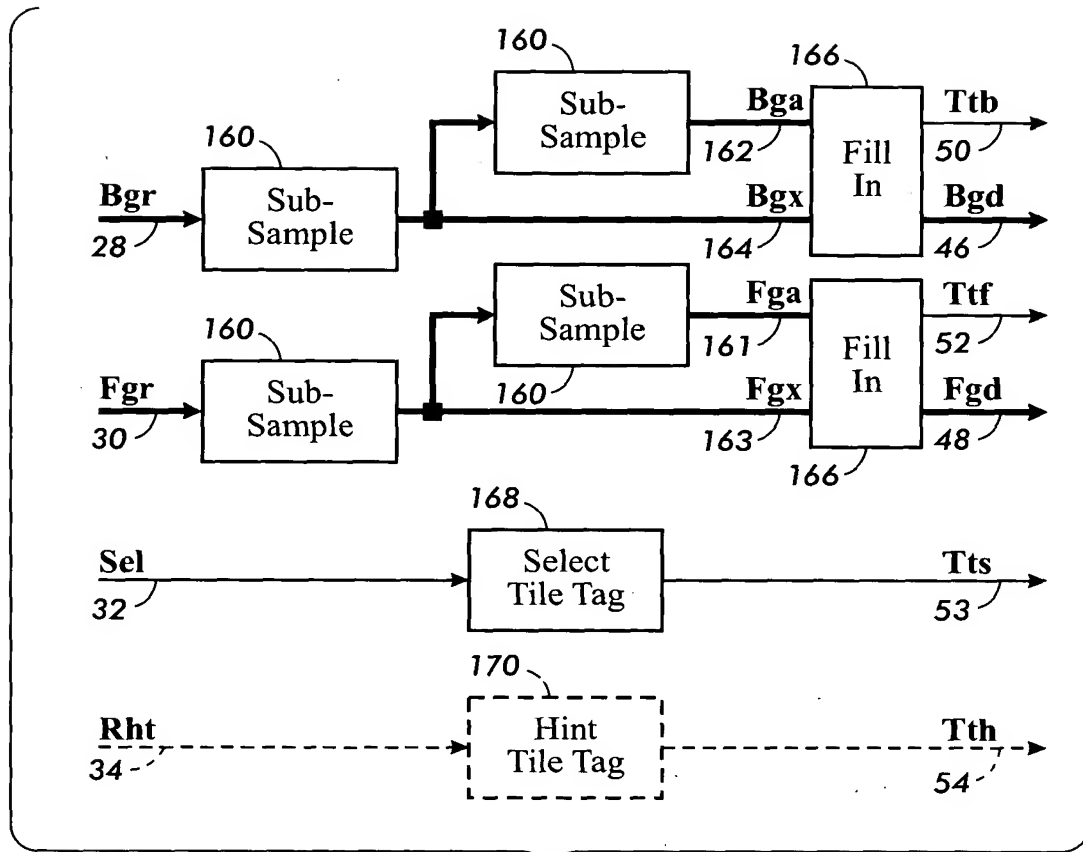 160
166
160
Sub-
Sample
Bga
162
Fill
In
Ttb
50
Bgr
28
Sub-
Sample
Bgx
164
Bgd
46
160
Sub-
Sample
160
Fga
161
Fill
In
166
Ttf
52
Fgr
30
Sub-
Sample
Fgx
163
Fgd
48
168
Sel
32
Select
Tile Tag
Tts
53
170
Rht
34
Hint
Tile Tag
Tth
54